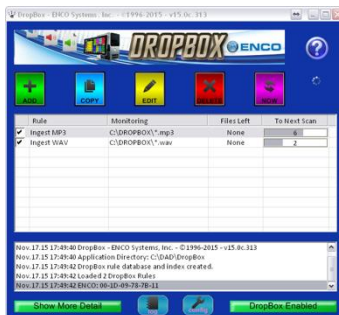 DropBox - ENCO Systems, Inc. - ©1996-2015 - v15.0c.313
DROPBOX ENCO
?
ADD
COPY
EDIT
DELETE
NOW
Rule Monitoring Files Left To Next Scan
Ingest MP3 C:\DROPBOX\*.mp3 None 6
Ingest WAV C:\DROPBOX\*.wav None 2
Nov.17.15 17:49:40 DropBox - ENCO Systems, Inc. - ©1996-2015 - v15.0c.313
Nov.17.15 17:49:40 Application Directory: C:\DAD\DropBox
Nov.17.15 17:49:42 DropBox rule database and index created.
Nov.17.15 17:49:42 Loaded 2 DropBox Rules
Nov.17.15 17:49:42 ENCO: 00-1D-09-78-7B-11
Show More Detail
Config
DropBox Enabled